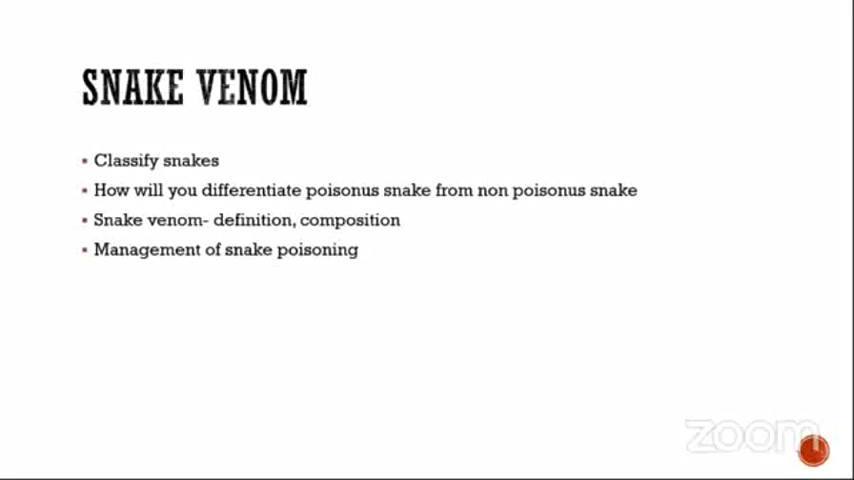 SNAKE VENOM
▪ Classify snakes
▪ How will you differentiate poisonus snake from non poisonus snake
▪ Snake venom- definition, composition
▪ Management of snake poisoning
zoom